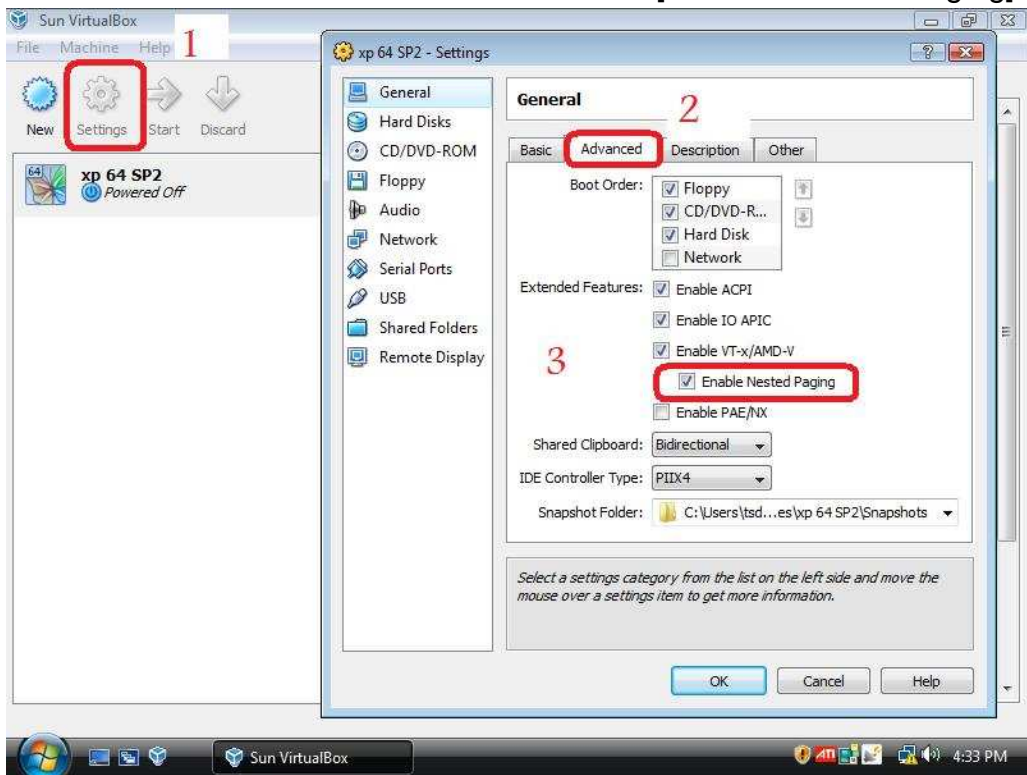 Sun VirtualBox
File Machine Help 1
New Settings Start Discard
64 xp 64 SP2
Powered Off
xp 64 SP2 - Settings
General
Hard Disks
CD/DVD-ROM
Floppy
Audio
Network
Serial Ports
USB
Shared Folders
Remote Display
General
2
Basic Advanced Description Other
Boot Order: Floppy
CD/DVD-R...
Hard Disk
Network
Extended Features: Enable ACPI
Enable IO APIC
Enable VT-x/AMD-V
3
Enable Nested Paging
Enable PAE/NX
Shared Clipboard: Bidirectional
IDE Controller Type: PIIX4
Snapshot Folder: C:\Users\tsd...es\xp 64 SP2\Snapshots
Select a settings category from the list on the left side and move the
mouse over a settings item to get more information.
OK Cancel Help
Sun VirtualBox ATI 4:33 PM